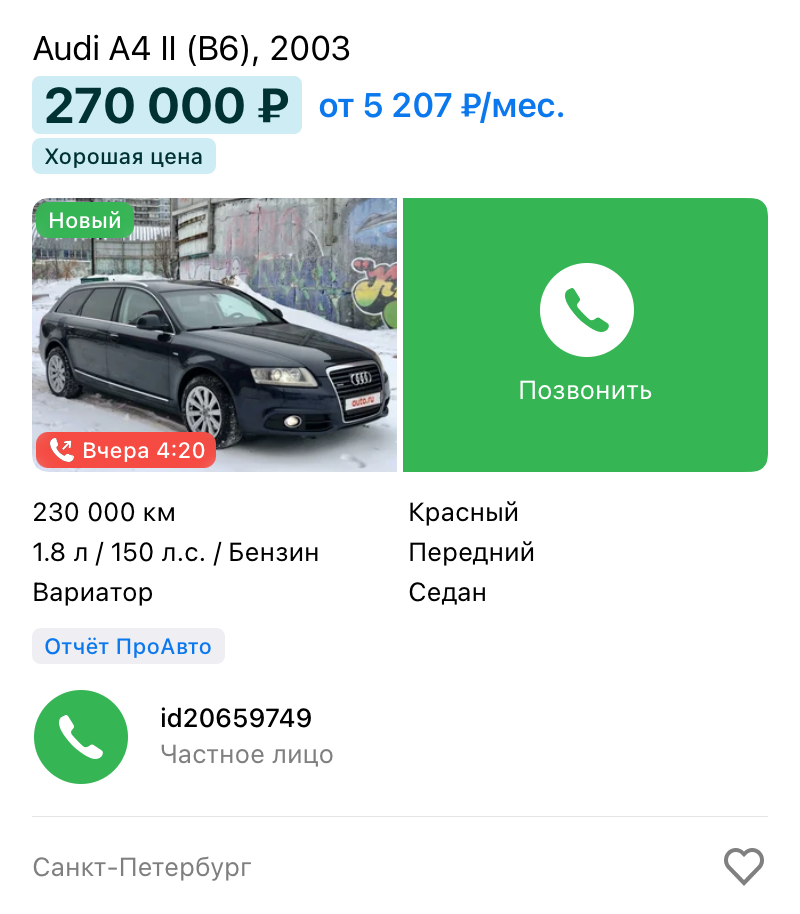 Audi A4 II (B6), 2003
270 000 ₽ от 5 207 ₽/мес.
Хорошая цена
Новый
auto.ru
Вчера 4:20
Позвонить
230 000 км
Красный
1.8 л / 150 л.с. / Бензин
Передний
Вариатор
Седан
Отчёт ПроАвто
id20659749
Частное лицо
Санкт-Петербург